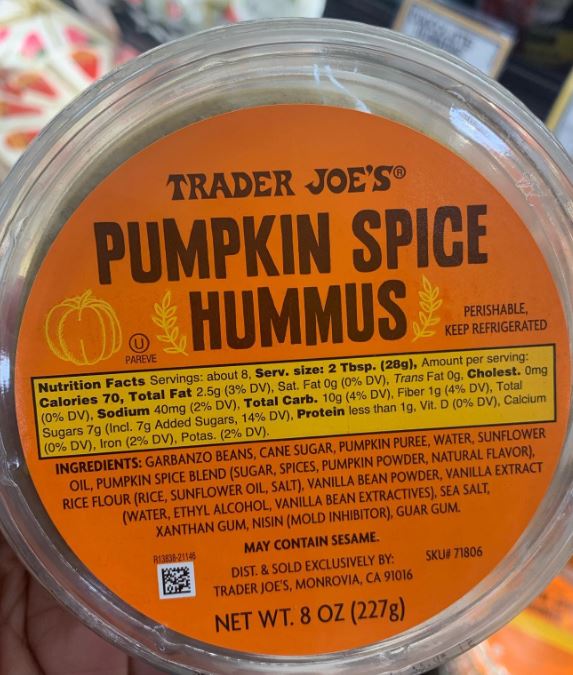 TRADER JOE'S®
PUMPKIN SPICE
HUMMUS
U
PAREVE
PERISHABLE,
KEEP REFRIGERATED
Nutrition Facts Servings: about 8, Serv. size: 2 Tbsp. (28g), Amount per serving:
Calories 70, Total Fat 2.5g (3% DV), Sat. Fat 0g (0% DV), Trans Fat 0g, Cholest. 0mg
(0% DV), Sodium 40mg (2% DV), Total Carb. 10g (4% DV), Fiber 1g (4% DV), Total
Sugars 7g (Incl. 7g Added Sugars, 14% DV), Protein less than 1g, Vit. D (0% DV), Calcium
(0% DV), Iron (2% DV), Potas. (2% DV).
INGREDIENTS: GARBANZO BEANS, CANE SUGAR, PUMPKIN PUREE, WATER, SUNFLOWER
OIL, PUMPKIN SPICE BLEND (SUGAR, SPICES, PUMPKIN POWDER, NATURAL FLAVOR),
RICE FLOUR (RICE, SUNFLOWER OIL, SALT), VANILLA BEAN POWDER, VANILLA EXTRACT
(WATER, ETHYL ALCOHOL, VANILLA BEAN EXTRACTIVES), SEA SALT,
XANTHAN GUM, NISIN (MOLD INHIBITOR), GUAR GUM.
MAY CONTAIN SESAME.
R13838-21146
DIST. & SOLD EXCLUSIVELY BY:
TRADER JOE'S, MONROVIA, CA 91016
SKU# 71806
NET WT. 8 OZ (227g)